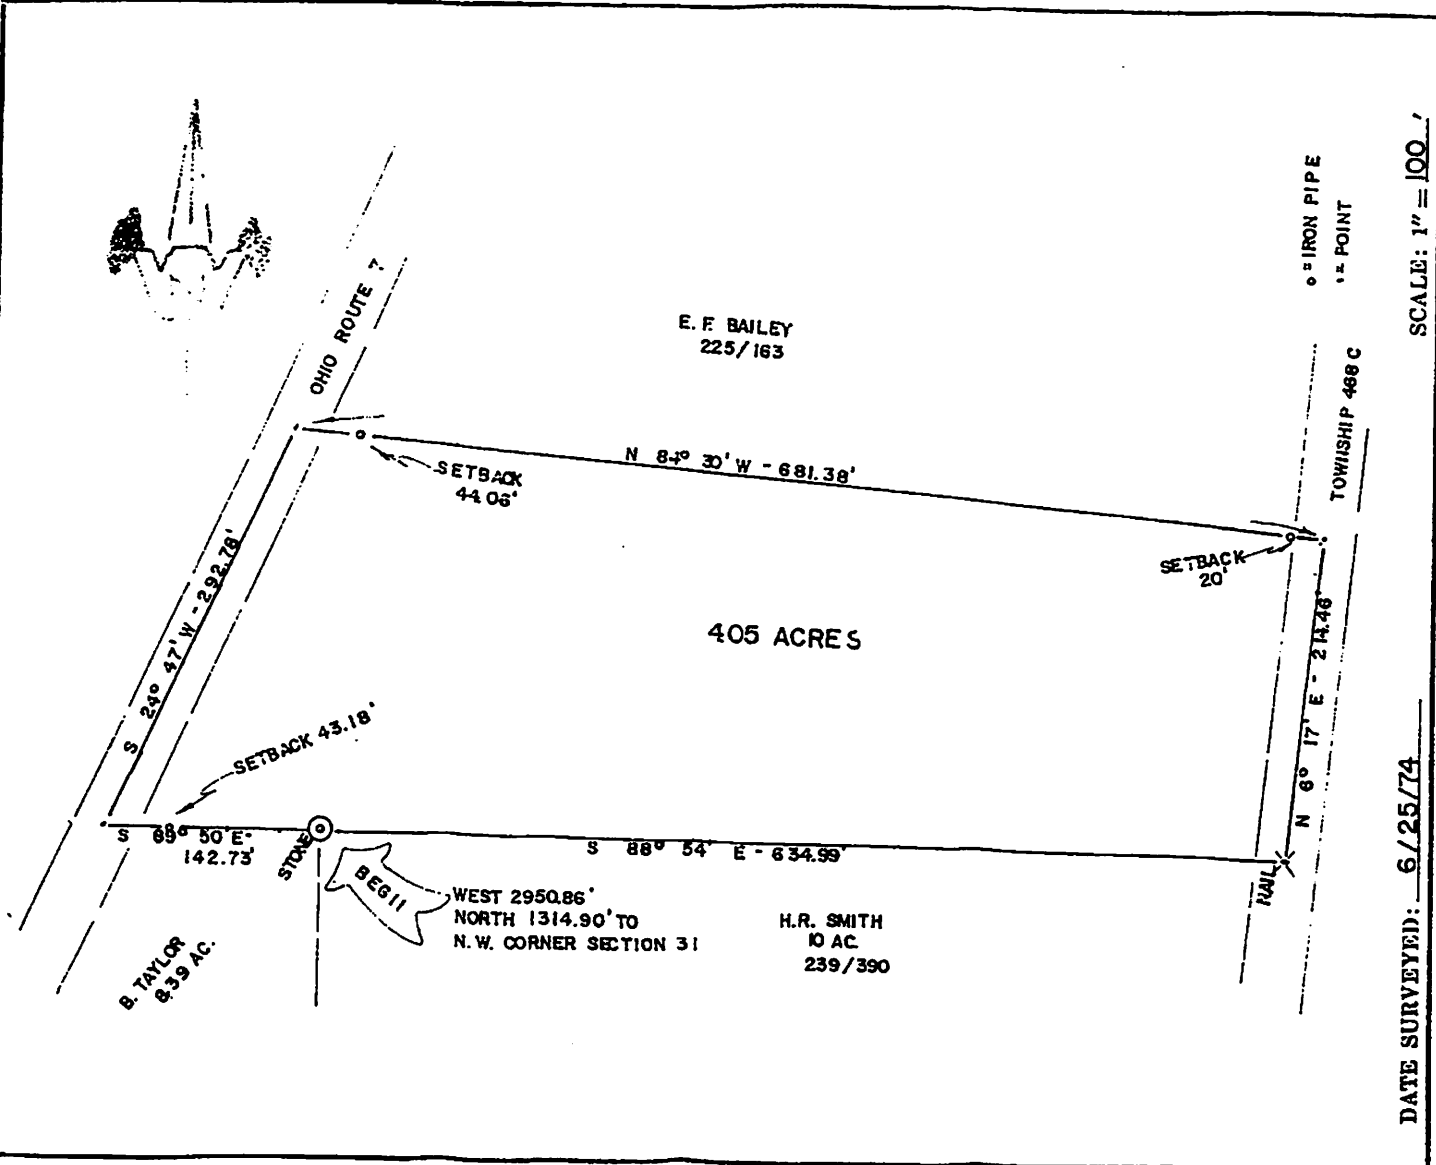 OHIO ROUTE 7
E. F. BAILEY
225/163
o = IRON PIPE
· = POINT
SCALE: 1" = 100'
TOWNSHIP 468 C
SETBACK
44.06'
N 84° 30' W - 681.38'
SETBACK
20'
S 24° 47' W - 292.78'
405 ACRES
N 6° 17' E - 214.46'
SETBACK 43.18'
S 89° 50' E-
142.73'
STONE
S 88° 54' E - 634.99'
NAIL
BEGIN
WEST 2950.86'
NORTH 1314.90' TO
N.W. CORNER SECTION 31
H.R. SMITH
10 AC.
239/390
B. TAYLOR
8.39 AC.
DATE SURVEYED: 6/25/74